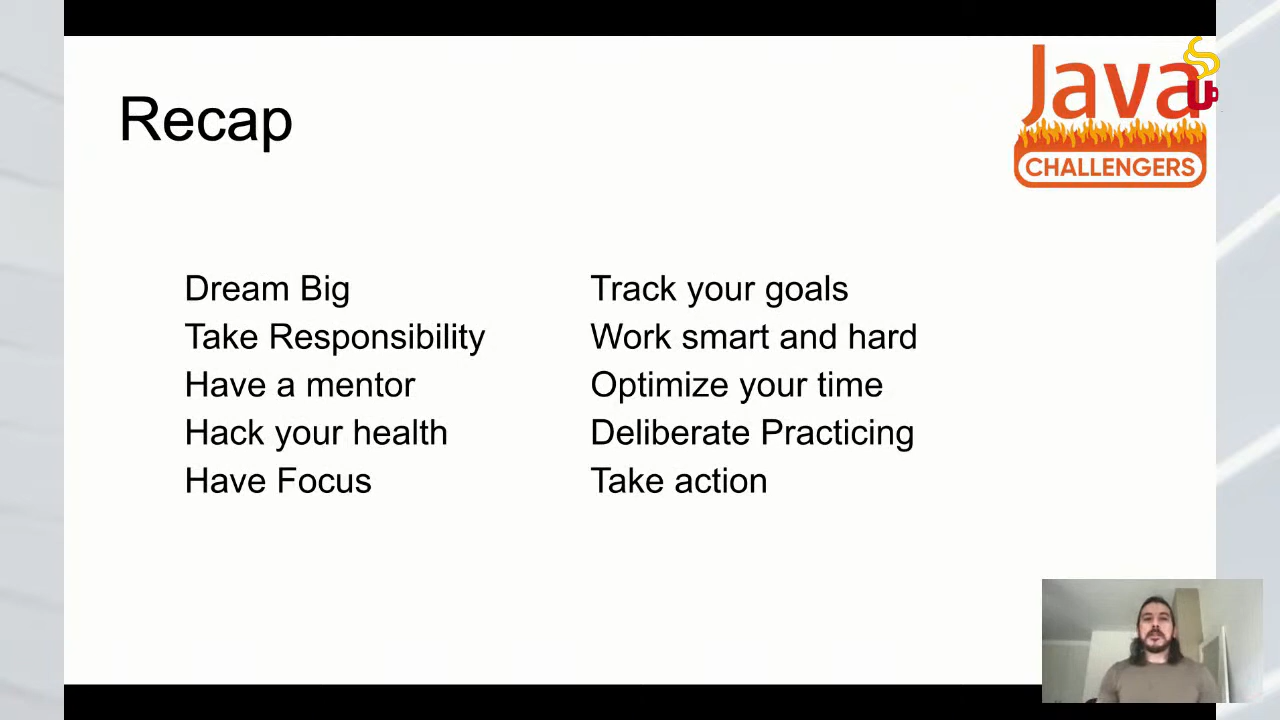 Recap
Java
CHALLENGERS
Dream Big
Take Responsibility
Have a mentor
Hack your health
Have Focus
Track your goals
Work smart and hard
Optimize your time
Deliberate Practicing
Take action